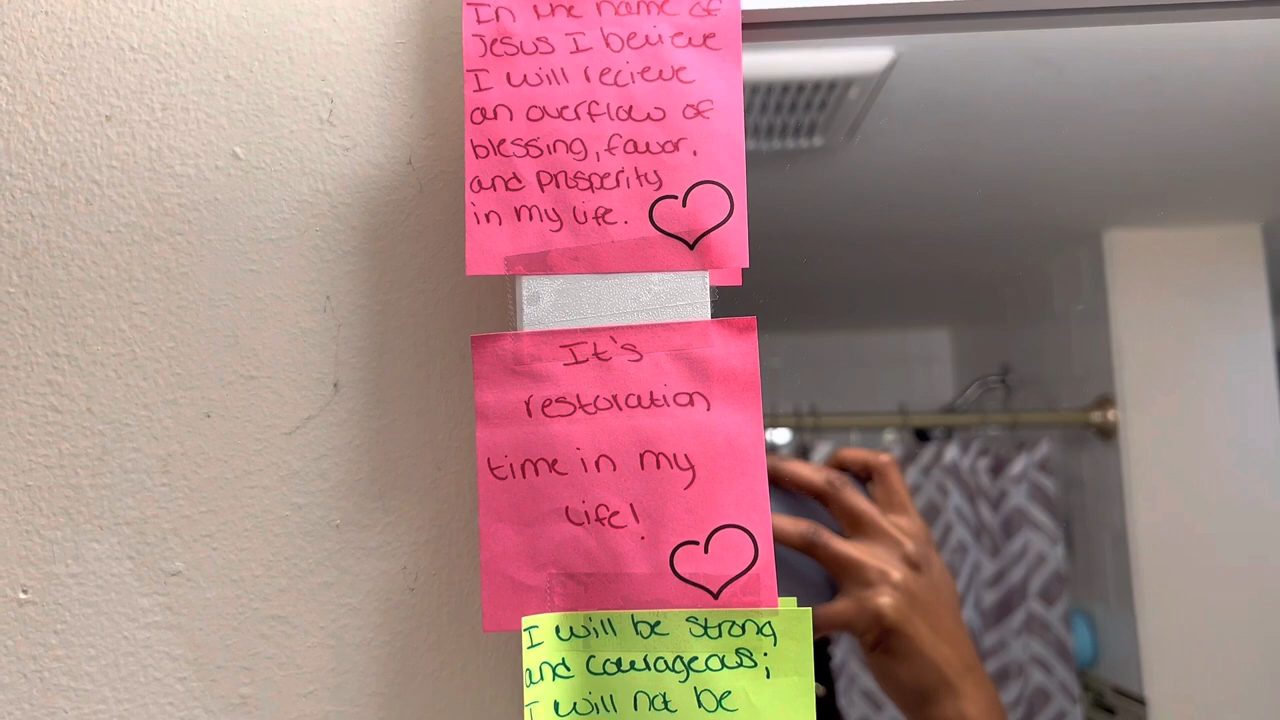 In the name of
Jesus I believe
I will recieve
an overflow of
blessing, favor,
and prosperity
in my life.
It's
restoration
time in my
life!
I will be strong
and courageous;
I will not be